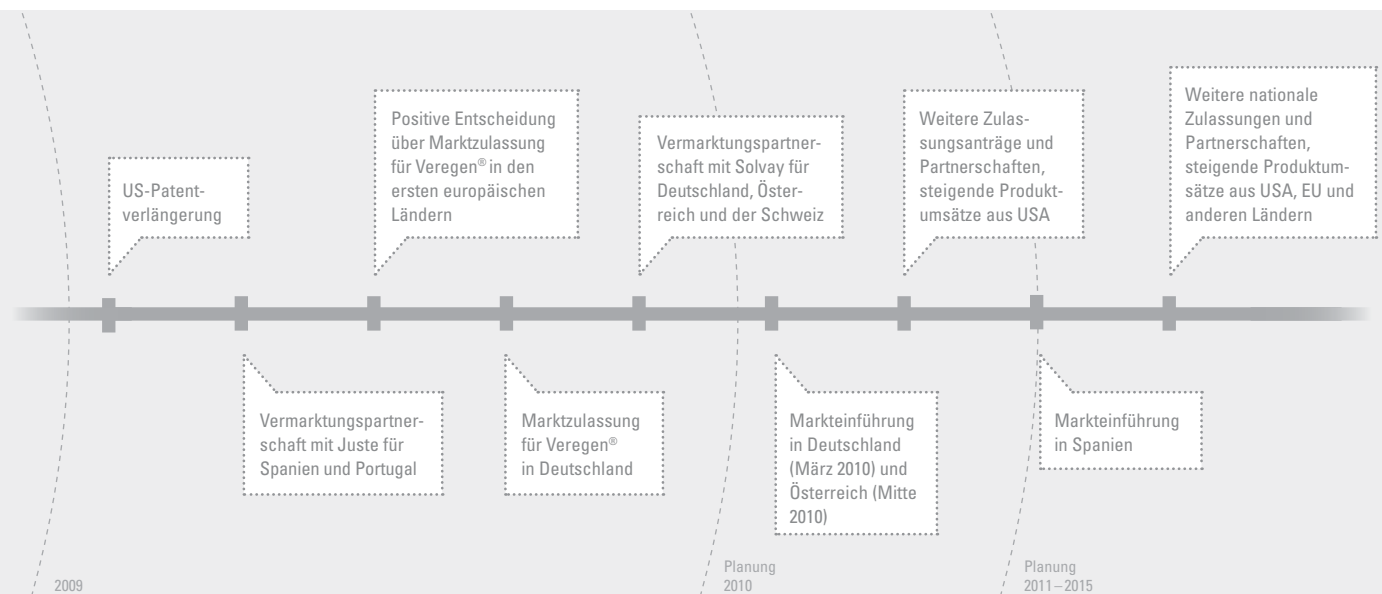 US-Patent-
verlängerung
Vermarktungspartner-
schaft mit Juste für
Spanien und Portugal
Positive Entscheidung
über Marktzulassung
für Veregen® in den
ersten europäischen
Ländern
Marktzulassung
für Veregen®
in Deutschland
Vermarktungspartner-
schaft mit Solvay für
Deutschland, Öster-
reich und der Schweiz
Markteinführung
in Deutschland
(März 2010) und
Österreich (Mitte
2010)
Weitere Zulas-
sungsanträge und
Partnerschaften,
steigende Produkt-
umsätze aus USA
Markteinführung
in Spanien
Weitere nationale
Zulassungen und
Partnerschaften,
steigende Produktum-
sätze aus USA, EU und
anderen Ländern
2009
Planung
2010
Planung
2011–2015